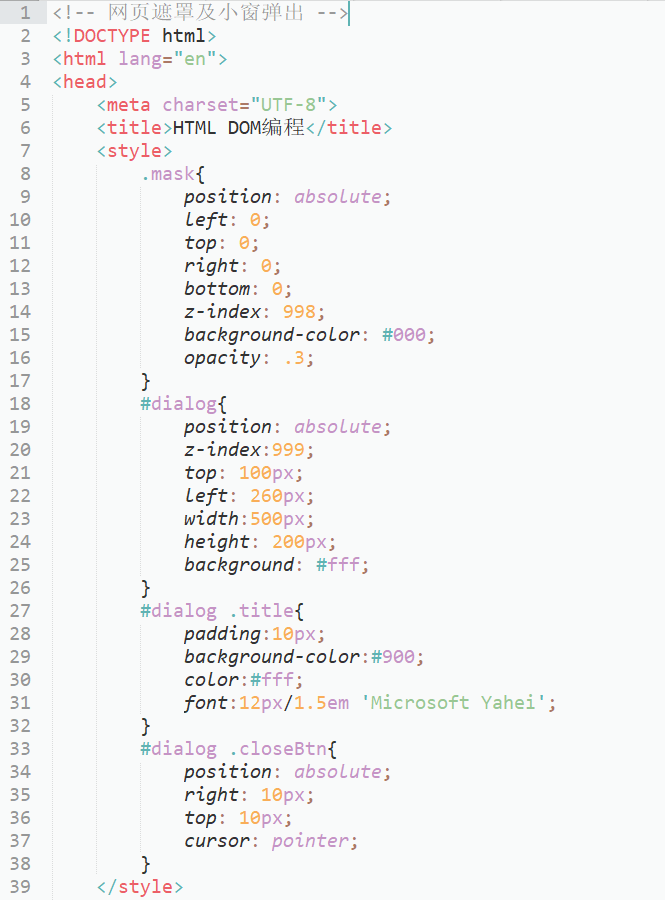 1 <!-- 网页遮罩及小窗弹出 -->
2 <!DOCTYPE html>
3 <html lang="en">
4 <head>
5     <meta charset="UTF-8">
6     <title>HTML DOM编程</title>
7     <style>
8         .mask{
9             position: absolute;
10             left: 0;
11             top: 0;
12             right: 0;
13             bottom: 0;
14             z-index: 998;
15             background-color: #000;
16             opacity: .3;
17         }
18         #dialog{
19             position: absolute;
20             z-index:999;
21             top: 100px;
22             left: 260px;
23             width:500px;
24             height: 200px;
25             background: #fff;
26         }
27         #dialog .title{
28             padding:10px;
29             background-color:#900;
30             color:#fff;
31             font:12px/1.5em 'Microsoft Yahei';
32         }
33         #dialog .closeBtn{
34             position: absolute;
35             right: 10px;
36             top: 10px;
37             cursor: pointer;
38         }
39     </style>